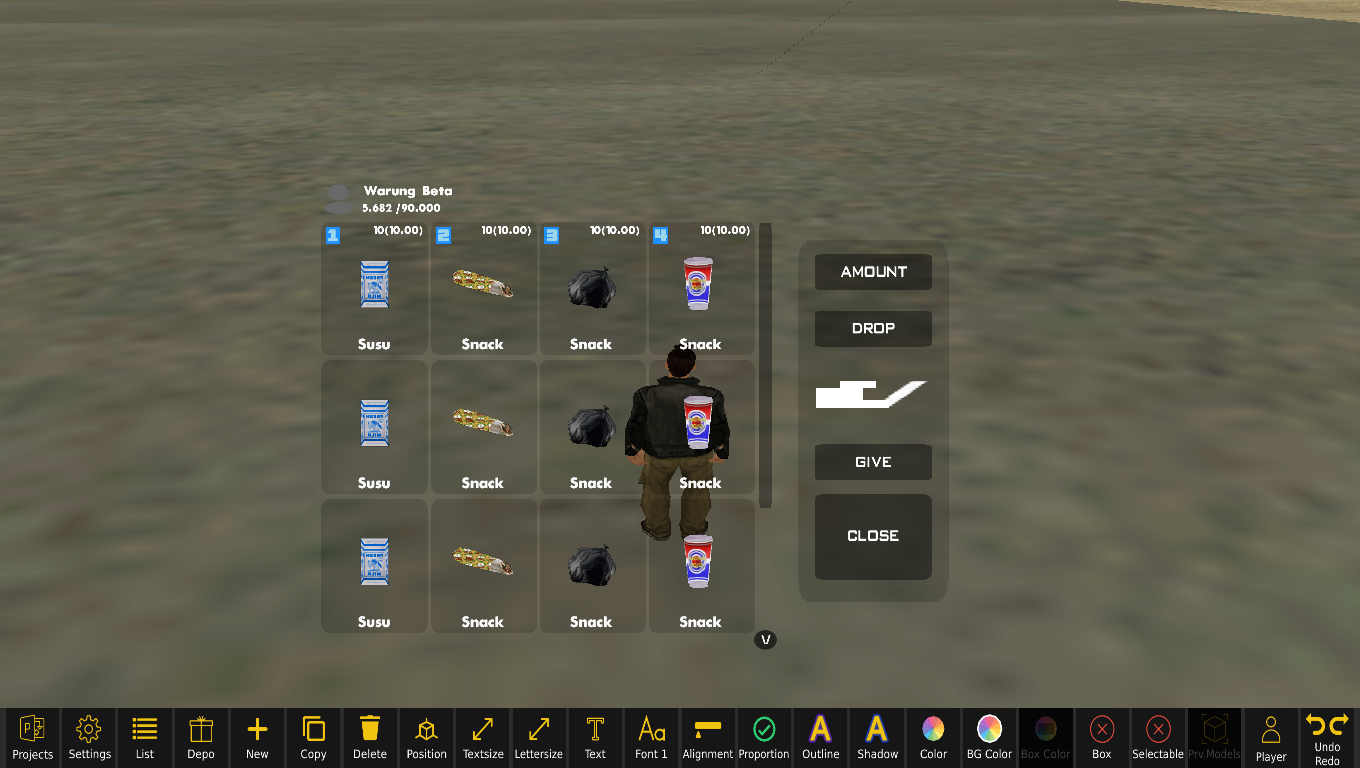 Warung Beta
5.682 /90.000
1 10(10.00) 2 10(10.00) 3 10(10.00) 4 10(10.00)
Susu Snack Snack Snack
Susu Snack Snack Snack
Susu Snack Snack Snack
V
AMOUNT
DROP
GIVE
CLOSE
Projects Settings List Depo New Copy Delete Position Textsize Lettersize Text Font 1 Alignment Proportion Outline Shadow Color BG Color Box Color Box Selectable Prv.Models Player Undo
Redo